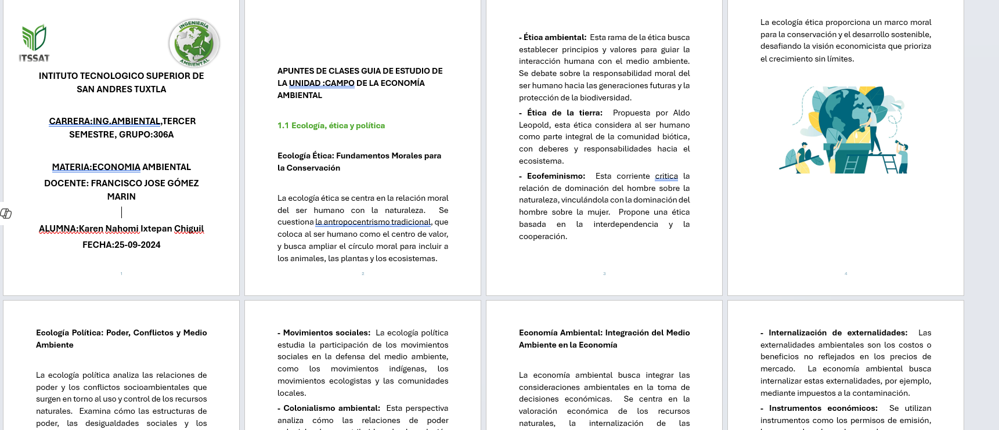 ITSSAT
INGENIERÍA
AMBIENTAL
INTITUTO TECNOLOGICO SUPERIOR DE
SAN ANDRES TUXTLA
CARRERA:ING.AMBIENTAL,TERCER
SEMESTRE, GRUPO:306A
MATERIA:ECONOMIA AMBIENTAL
DOCENTE: FRANCISCO JOSE GÓMEZ
MARIN
ALUMNA:Karen Nahomi Ixtepan Chiguil
FECHA:25-09-2024
1
APUNTES DE CLASES GUIA DE ESTUDIO DE
LA UNIDAD :CAMPO DE LA ECONOMÍA
AMBIENTAL
1.1 Ecología, ética y política
Ecología Ética: Fundamentos Morales para
la Conservación
La ecología ética se centra en la relación moral
del ser humano con la naturaleza. Se
cuestiona la antropocentrismo tradicional, que
coloca al ser humano como el centro de valor,
y busca ampliar el círculo moral para incluir a
los animales, las plantas y los ecosistemas.
2
- Ética ambiental: Esta rama de la ética busca
establecer principios y valores para guiar la
interacción humana con el medio ambiente.
Se debate sobre la responsabilidad moral del
ser humano hacia las generaciones futuras y la
protección de la biodiversidad.
- Ética de la tierra: Propuesta por Aldo
Leopold, esta ética considera al ser humano
como parte integral de la comunidad biótica,
con deberes y responsabilidades hacia el
ecosistema.
- Ecofeminismo: Esta corriente critica la
relación de dominación del hombre sobre la
naturaleza, vinculándola con la dominación del
hombre sobre la mujer. Propone una ética
basada en la interdependencia y la
cooperación.
3
La ecología ética proporciona un marco moral
para la conservación y el desarrollo sostenible,
desafiando la visión economicista que prioriza
el crecimiento sin límites.
4
Ecología Política: Poder, Conflictos y Medio
Ambiente
La ecología política analiza las relaciones de
poder y los conflictos socioambientales que
surgen en torno al uso y control de los recursos
naturales. Examina cómo las estructuras de
poder, las desigualdades sociales y los
- Movimientos sociales: La ecología política
estudia la participación de los movimientos
sociales en la defensa del medio ambiente,
como los movimientos indígenas, los
movimientos ecologistas y las comunidades
locales.
- Colonialismo ambiental: Esta perspectiva
analiza cómo las relaciones de poder
Economía Ambiental: Integración del Medio
Ambiente en la Economía
La economía ambiental busca integrar las
consideraciones ambientales en la toma de
decisiones económicas. Se centra en la
valoración económica de los recursos
naturales, la internalización de las
- Internalización de externalidades: Las
externalidades ambientales son los costos o
beneficios no reflejados en los precios de
mercado. La economía ambiental busca
internalizar estas externalidades, por ejemplo,
mediante impuestos a la contaminación.
- Instrumentos económicos: Se utilizan
instrumentos como los permisos de emisión,